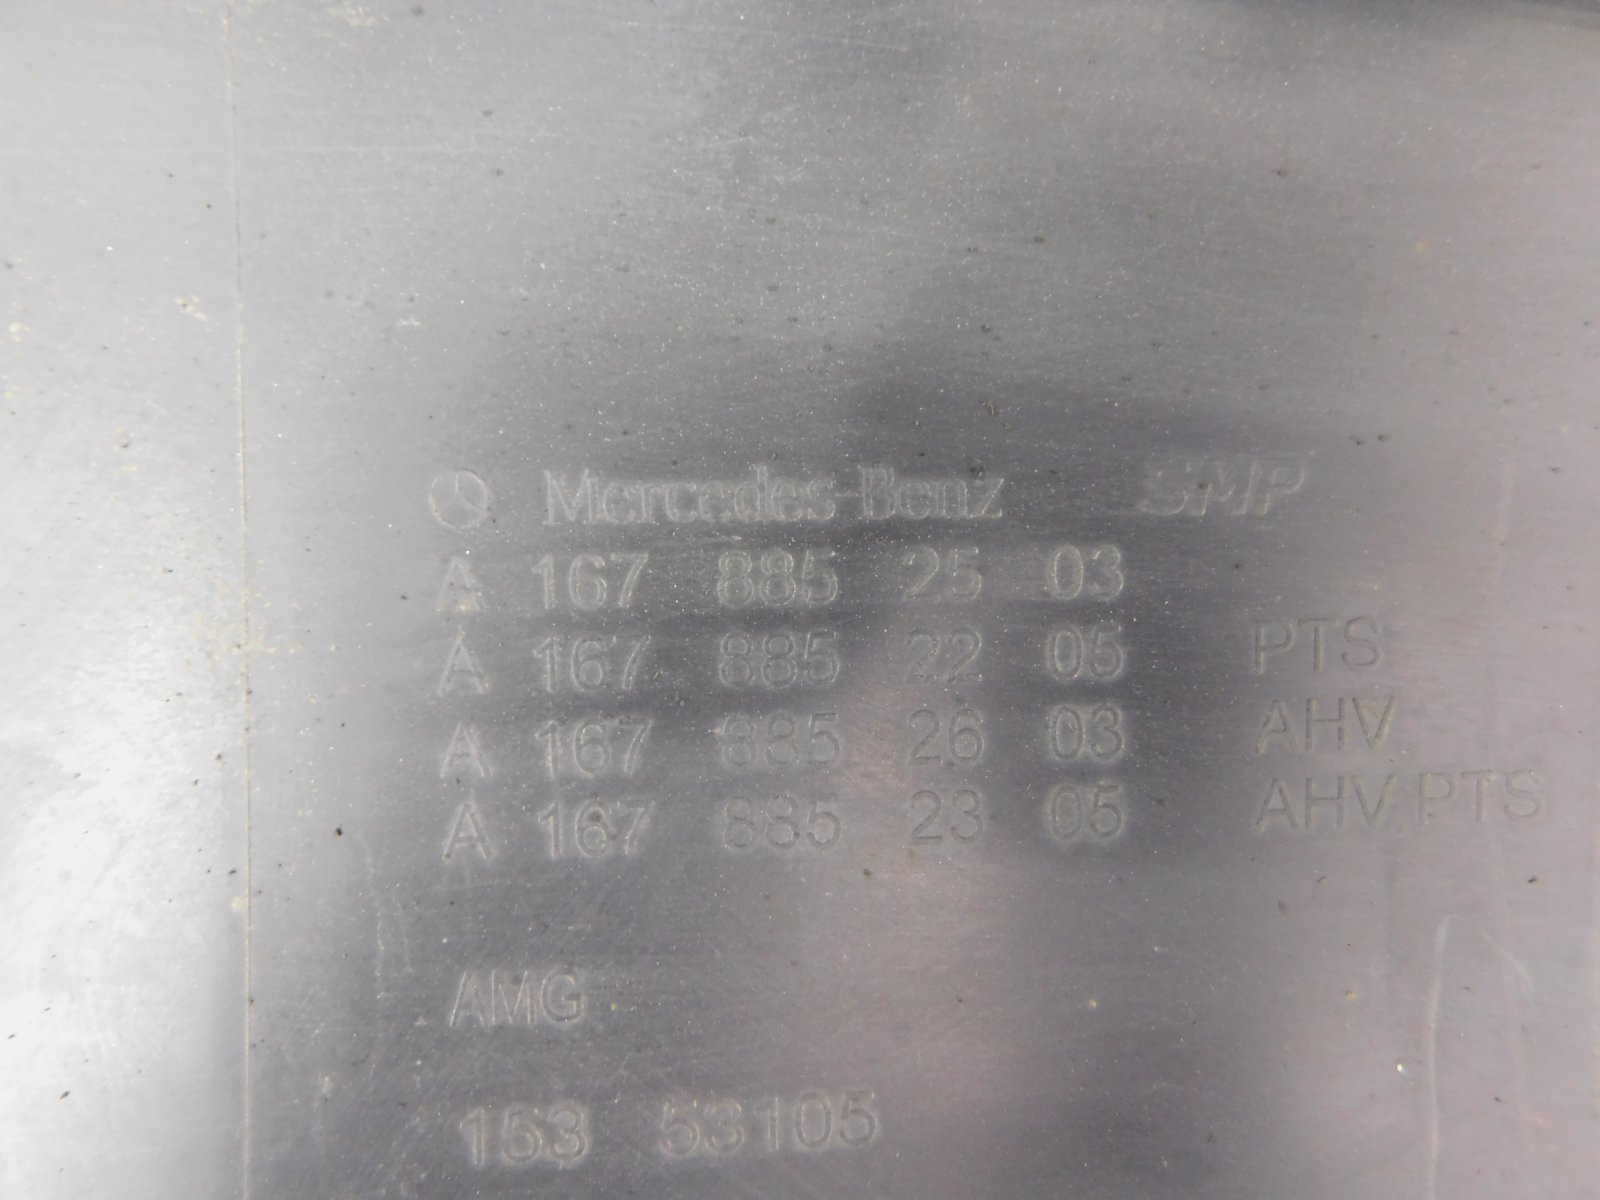 Mercedes-Benz SMP
A 167 885 25 03
A 167 885 22 05 PTS
A 167 885 26 03 AHV
A 167 885 23 05 AHV,PTS
AMG
153 53105